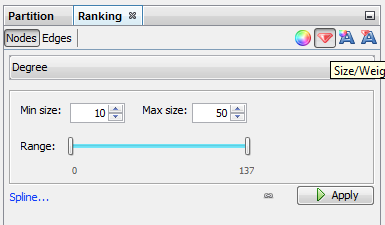 Partition Ranking
Nodes Edges
Degree
Size/Weig
Min size: 10 Max size: 50
Range:
0 137
Spline... Apply